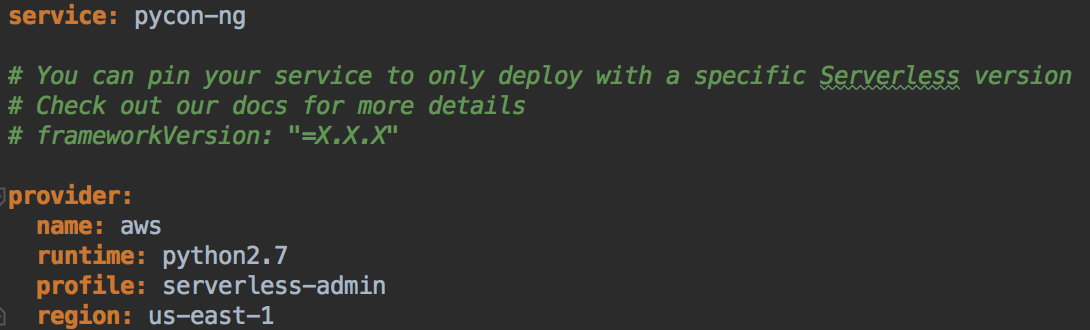 service: pycon-ng
# You can pin your service to only deploy with a specific Serverless version
# Check out our docs for more details
# frameworkVersion: "=X.X.X"
provider:
  name: aws
  runtime: python2.7
  profile: serverless-admin
  region: us-east-1